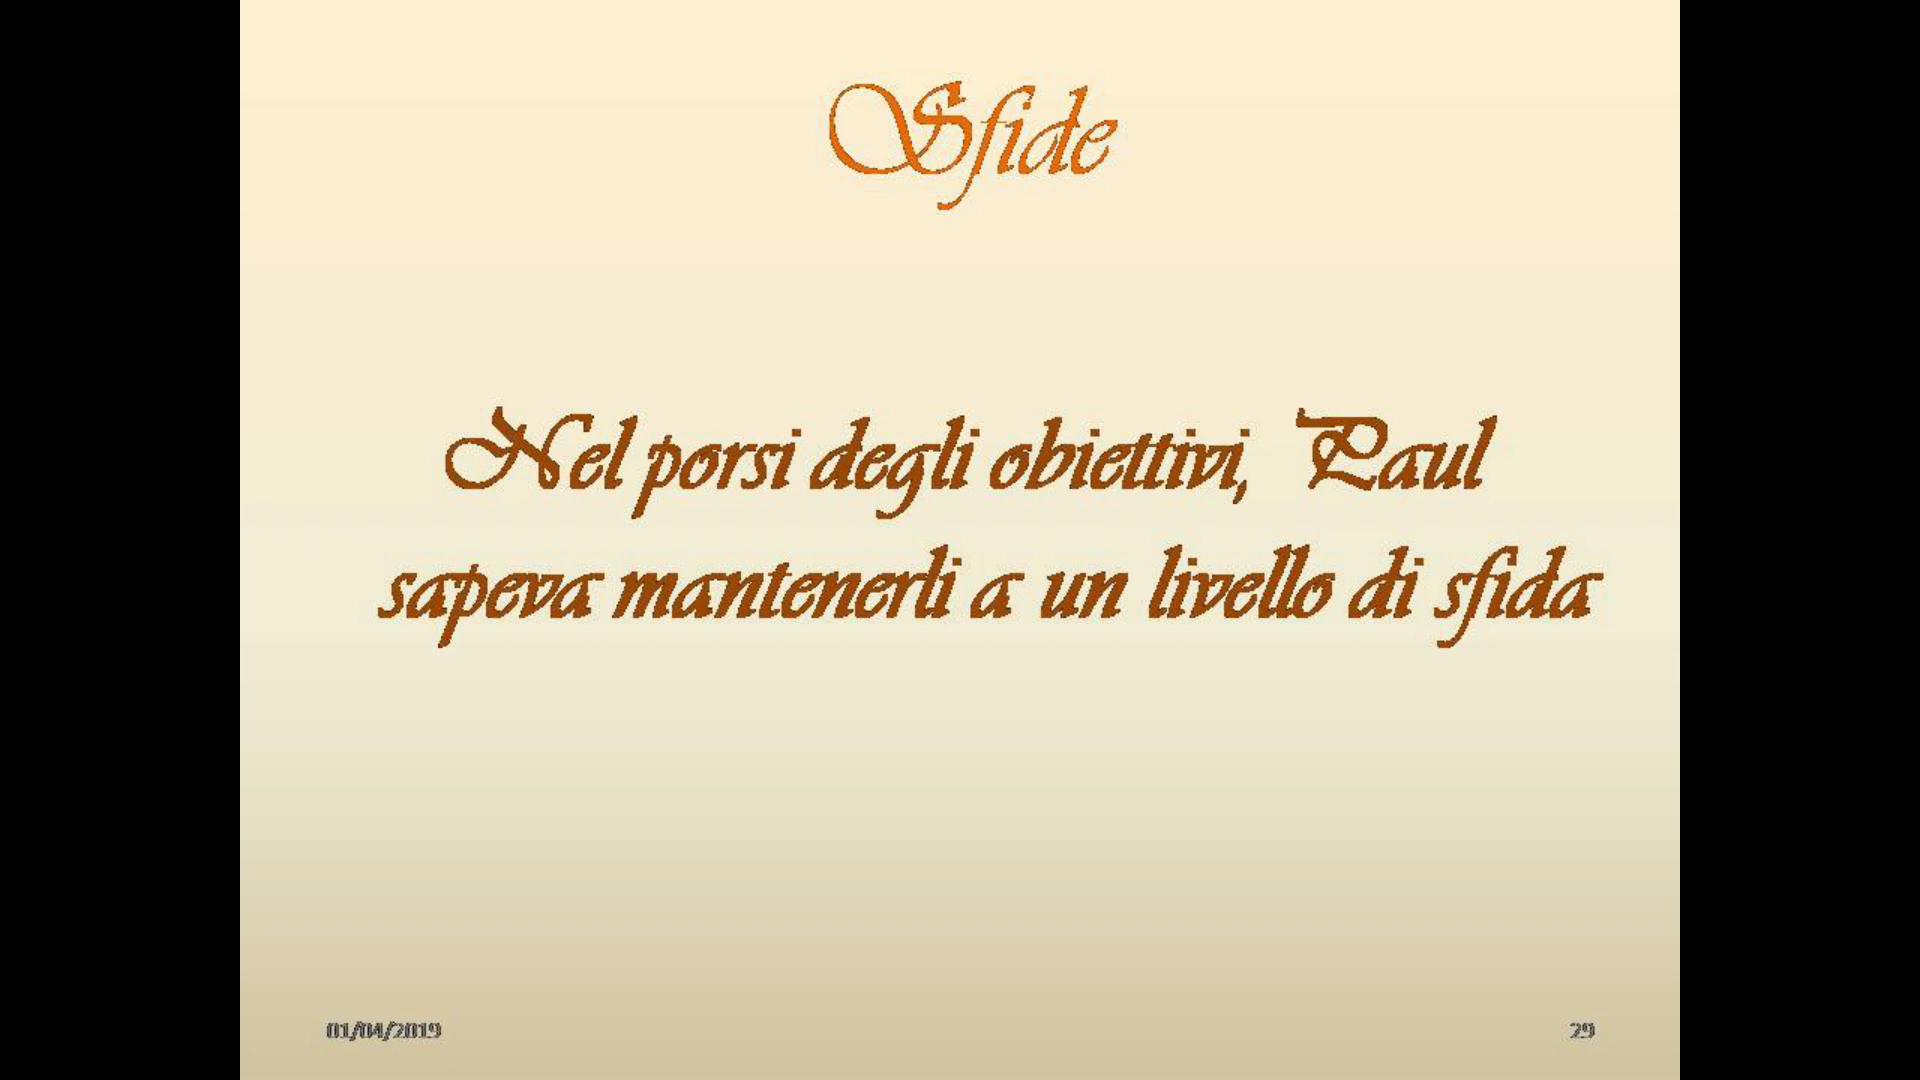 Sfide
Nel porsi degli obiettivi, Paul
sapeva mantenerli a un livello di sfida
01/04/2019
29